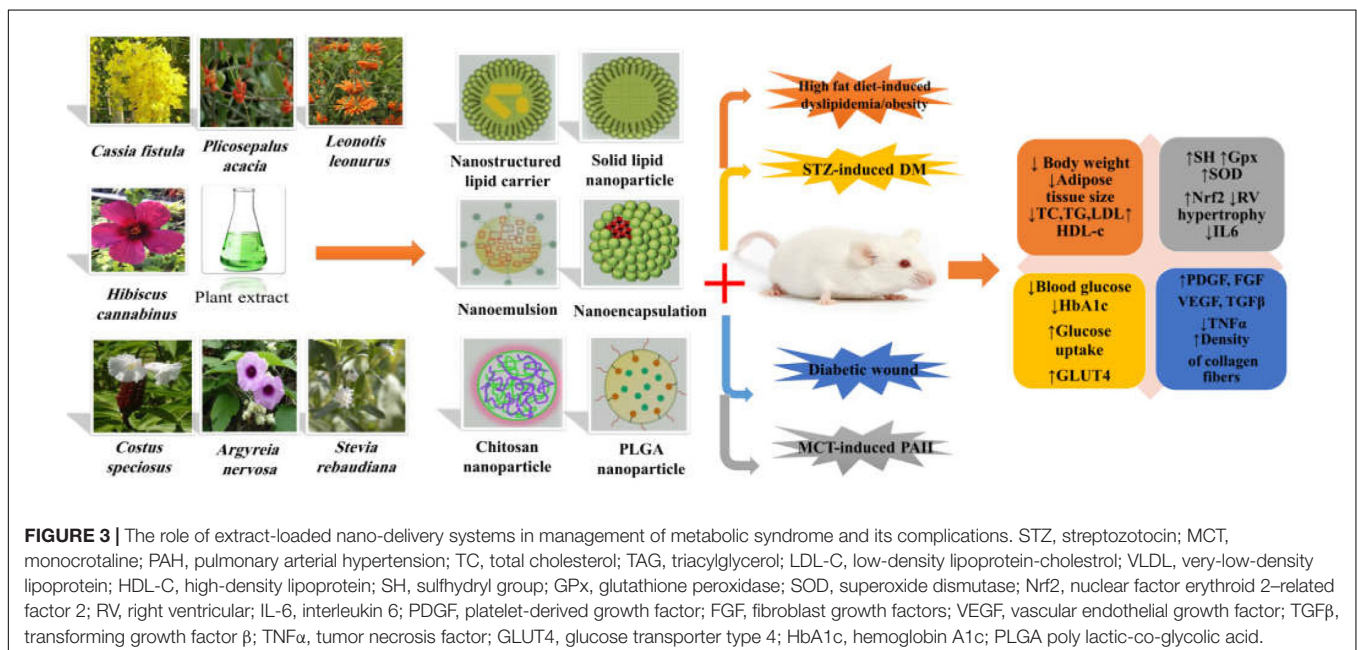 Cassia fistula
Plicosepalus
acacia
Leonotis
leonurus
Hibiscus
cannabinus
Plant extract
Costus
speciosus
Argyreia
nervosa
Stevia
rebaudiana
Nanostructured
lipid carrier
Solid lipid
nanoparticle
Nanoemulsion
Nanoencapsulation
Chitosan
nanoparticle
PLGA
nanoparticle
High fat diet-induced
dyslipidemia/obesity
STZ-induced DM
Diabetic wound
MCT-induced PAH
↓ Body weight
↓Adipose
tissue size
↓TC,TG,LDL↑
HDL-c
↑SH ↑Gpx
↑SOD
↑Nrf2 ↓RV
hypertrophy
↓IL6
↓Blood glucose
↓HbA1c
↑Glucose
uptake
↑GLUT4
↑PDGF, FGF
VEGF, TGFβ
↓TNFα
↑Density
of collagen
fibers
FIGURE 3 | The role of extract-loaded nano-delivery systems in management of metabolic syndrome and its complications. STZ, streptozotocin; MCT,
monocrotaline; PAH, pulmonary arterial hypertension; TC, total cholesterol; TAG, triacylglycerol; LDL-C, low-density lipoprotein-cholestrol; VLDL, very-low-density
lipoprotein; HDL-C, high-density lipoprotein; SH, sulfhydryl group; GPx, glutathione peroxidase; SOD, superoxide dismutase; Nrf2, nuclear factor erythroid 2–related
factor 2; RV, right ventricular; IL-6, interleukin 6; PDGF, platelet-derived growth factor; FGF, fibroblast growth factors; VEGF, vascular endothelial growth factor; TGFβ,
transforming growth factor β; TNFα, tumor necrosis factor; GLUT4, glucose transporter type 4; HbA1c, hemoglobin A1c; PLGA poly lactic-co-glycolic acid.